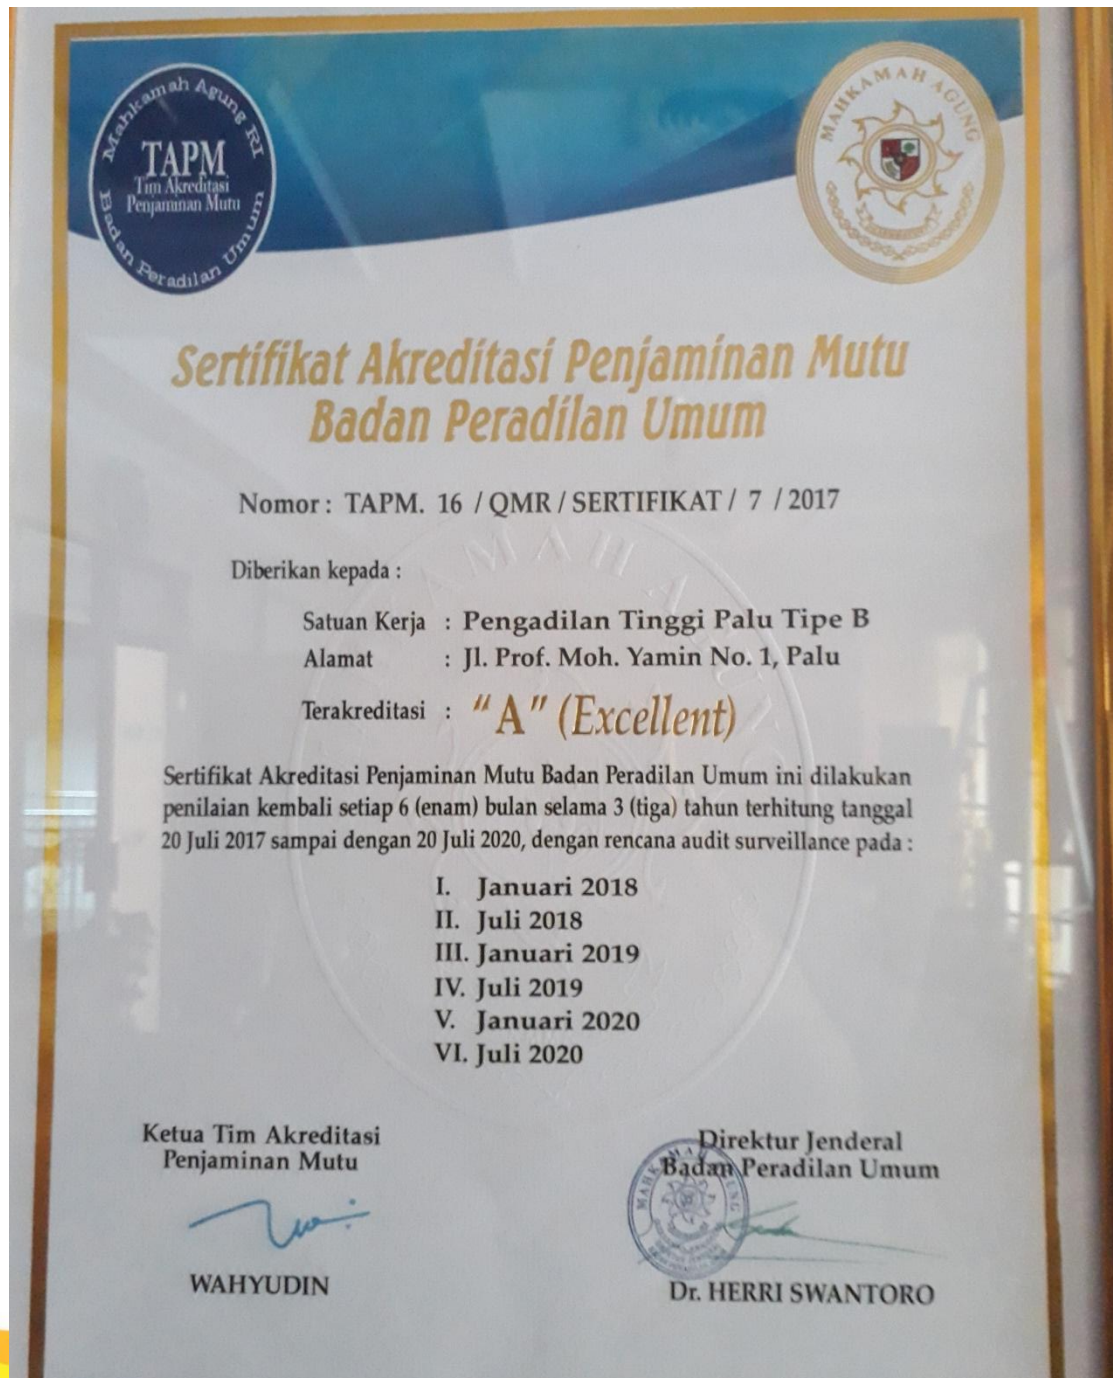 Mahkamah Agung RI
TAPM
Tim Akreditasi
Penjaminan Mutu
Badan Peradilan Umum
MAHKAMAH AGUNG
Sertifikat Akreditasi Penjaminan Mutu
Badan Peradilan Umum
Nomor : TAPM. 16 / QMR / SERTIFIKAT / 7 / 2017
Diberikan kepada :
Satuan Kerja : Pengadilan Tinggi Palu Tipe B
Alamat : Jl. Prof. Moh. Yamin No. 1, Palu
Terakreditasi : "A" (Excellent)
Sertifikat Akreditasi Penjaminan Mutu Badan Peradilan Umum ini dilakukan
penilaian kembali setiap 6 (enam) bulan selama 3 (tiga) tahun terhitung tanggal
20 Juli 2017 sampai dengan 20 Juli 2020, dengan rencana audit surveillance pada :
I. Januari 2018
II. Juli 2018
III. Januari 2019
IV. Juli 2019
V. Januari 2020
VI. Juli 2020
Ketua Tim Akreditasi
Penjaminan Mutu
WAHYUDIN
Direktur Jenderal
Badan Peradilan Umum
MAHKAMAH AGUNG
Dr. HERRI SWANTORO